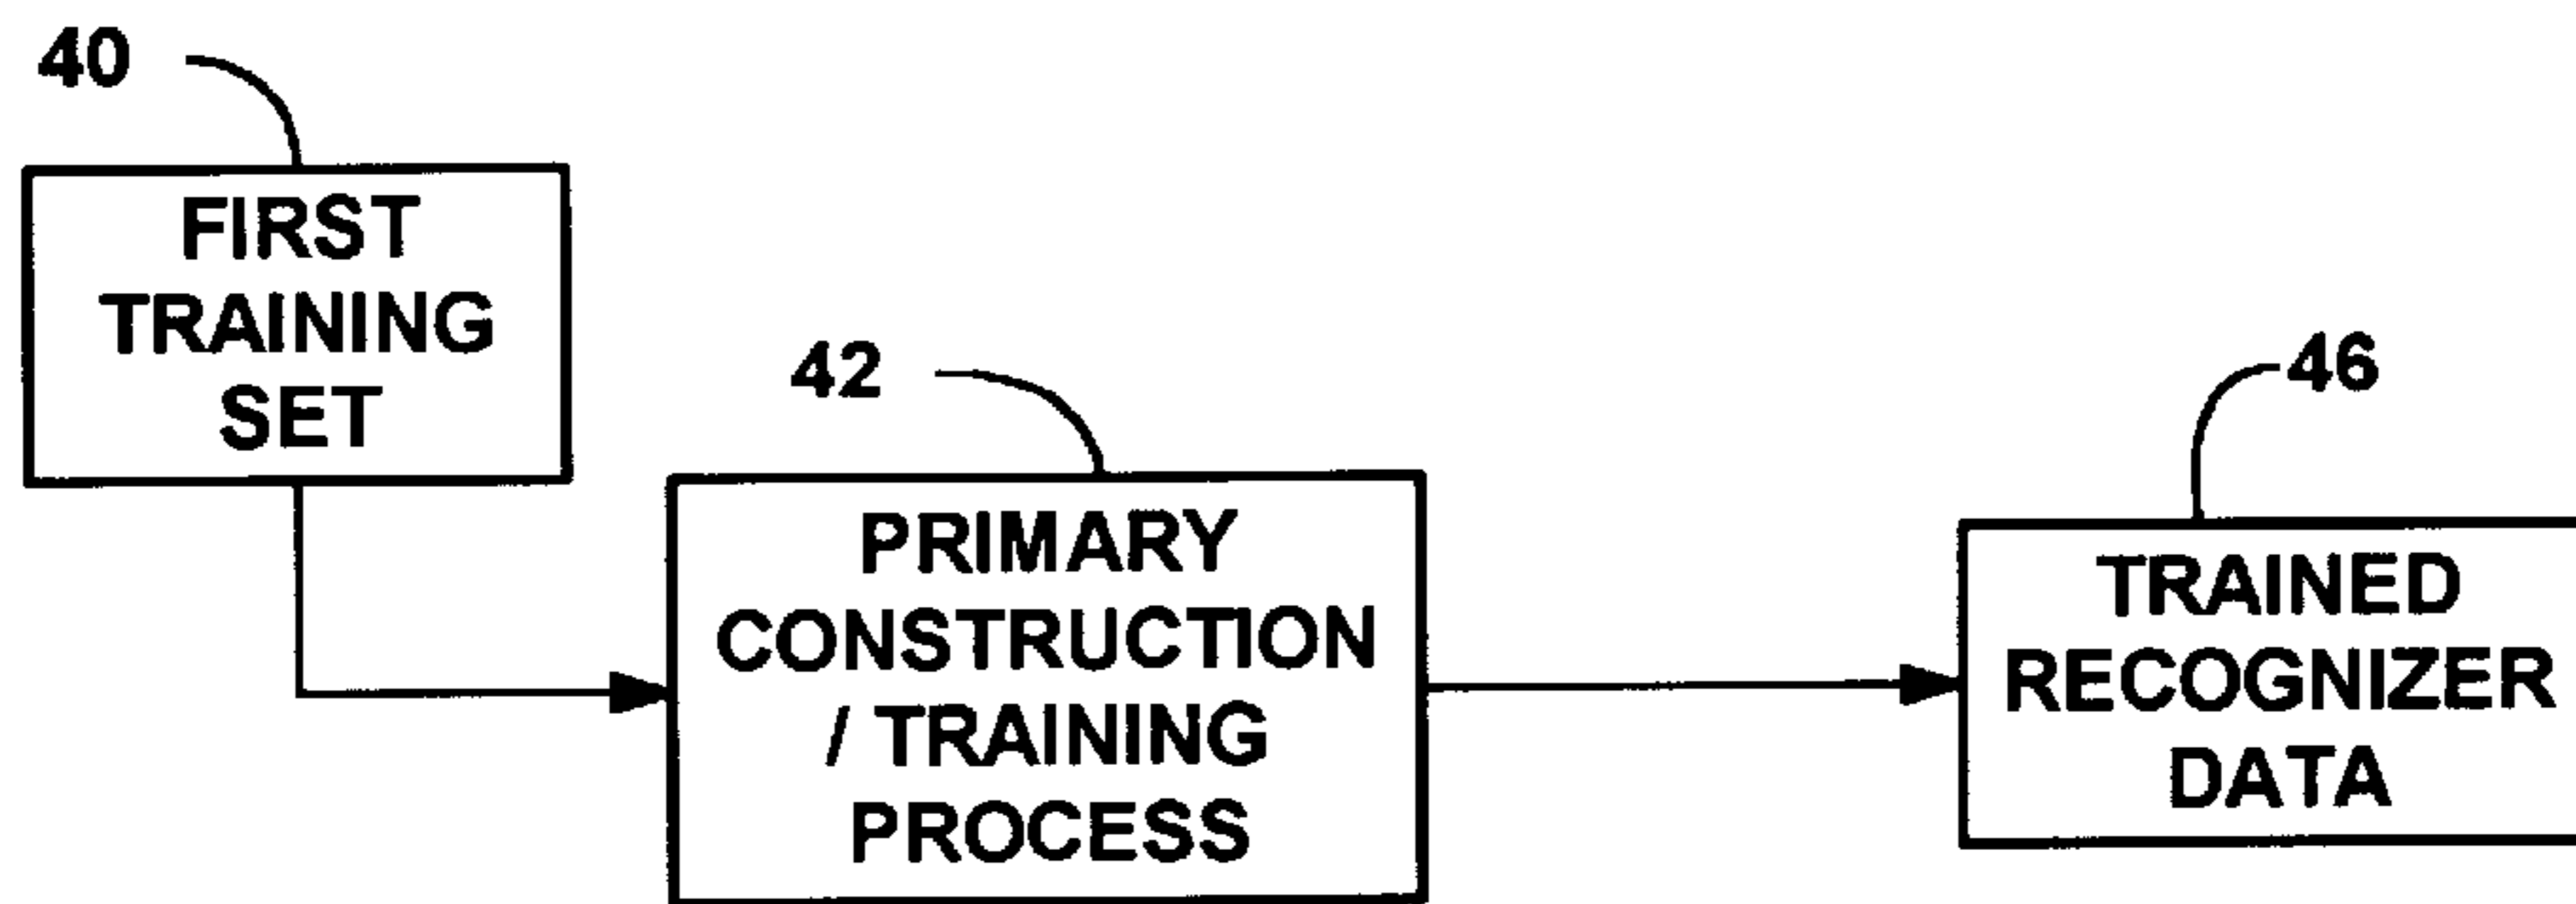 40
FIRST
TRAINING
SET
42
PRIMARY
CONSTRUCTION
/ TRAINING
PROCESS
46
TRAINED
RECOGNIZER
DATA